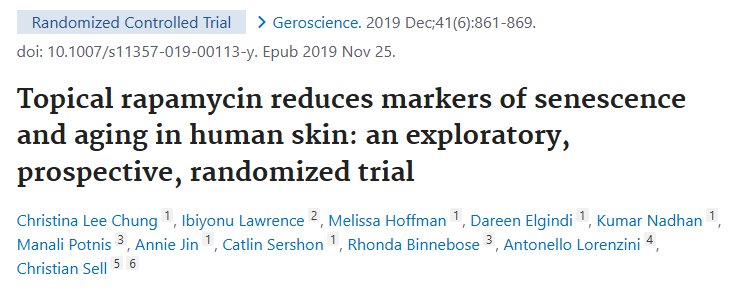 Randomized Controlled Trial > Geroscience. 2019 Dec;41(6):861-869.
doi: 10.1007/s11357-019-00113-y. Epub 2019 Nov 25.
Topical rapamycin reduces markers of senescence
and aging in human skin: an exploratory,
prospective, randomized trial
Christina Lee Chung 1, Ibiyonu Lawrence 2, Melissa Hoffman 1, Dareen Elgindi 1, Kumar Nadhan 1,
Manali Potnis 3, Annie Jin 1, Catlin Sershon 1, Rhonda Binnebose 3, Antonello Lorenzini 4,
Christian Sell 5 6